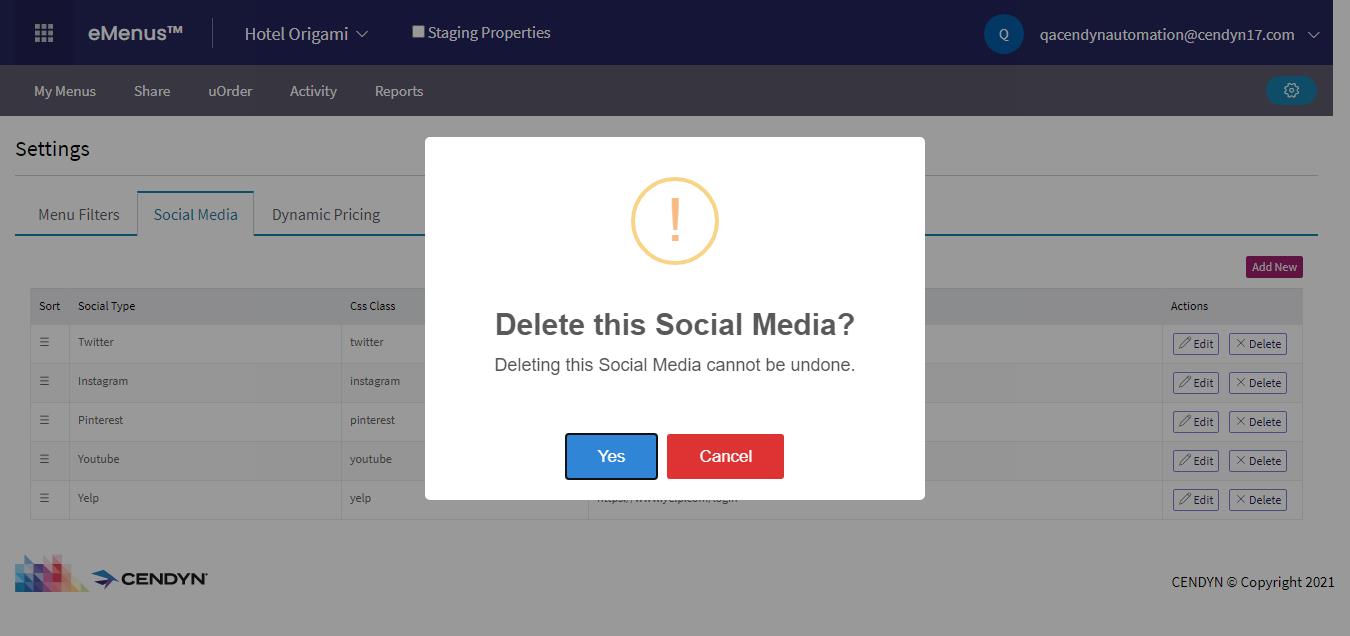 eMenus™ Hotel Origami Staging Properties Q qacendynautomation@cendyn17.com
My Menus Share uOrder Activity Reports
Settings
Menu Filters Social Media Dynamic Pricing
Add New
Sort Social Type Css Class Actions
Twitter twitter Edit Delete
Instagram instagram Edit Delete
Pinterest pinterest Edit Delete
Youtube youtube Edit Delete
Yelp yelp Edit Delete
!
Delete this Social Media?
Deleting this Social Media cannot be undone.
Yes Cancel
CENDYN
CENDYN © Copyright 2021